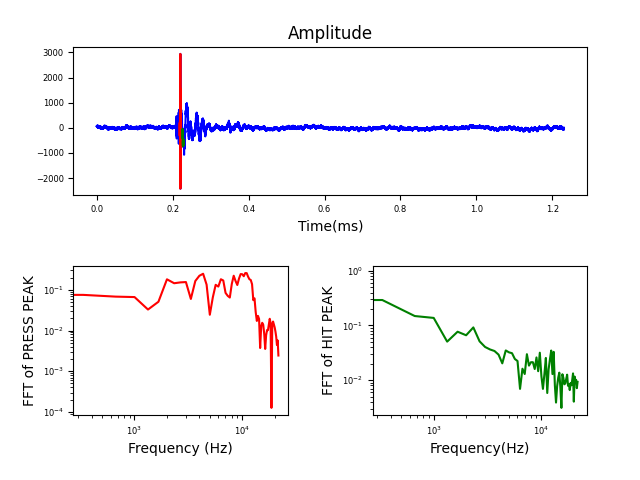 Amplitude
3000
2000
1000
0
−1000
−2000
0.0 0.2 0.4 0.6 0.8 1.0 1.2
Time(ms)
FFT of PRESS PEAK
10⁻¹
10⁻²
10⁻³
10⁻⁴
10³ 10⁴
Frequency (Hz)
FFT of HIT PEAK
10⁰
10⁻¹
10⁻²
10³ 10⁴
Frequency(Hz)